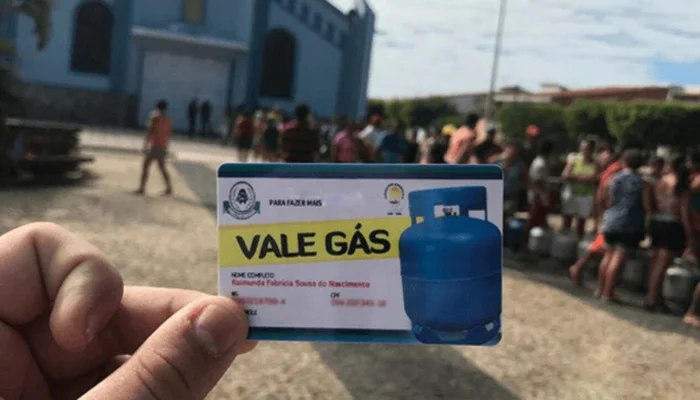 PARA FAZER MAIS
VALE GÁS
NOME COMPLETO
Raimunda Fabricia Sousa do Nascimento
CPF